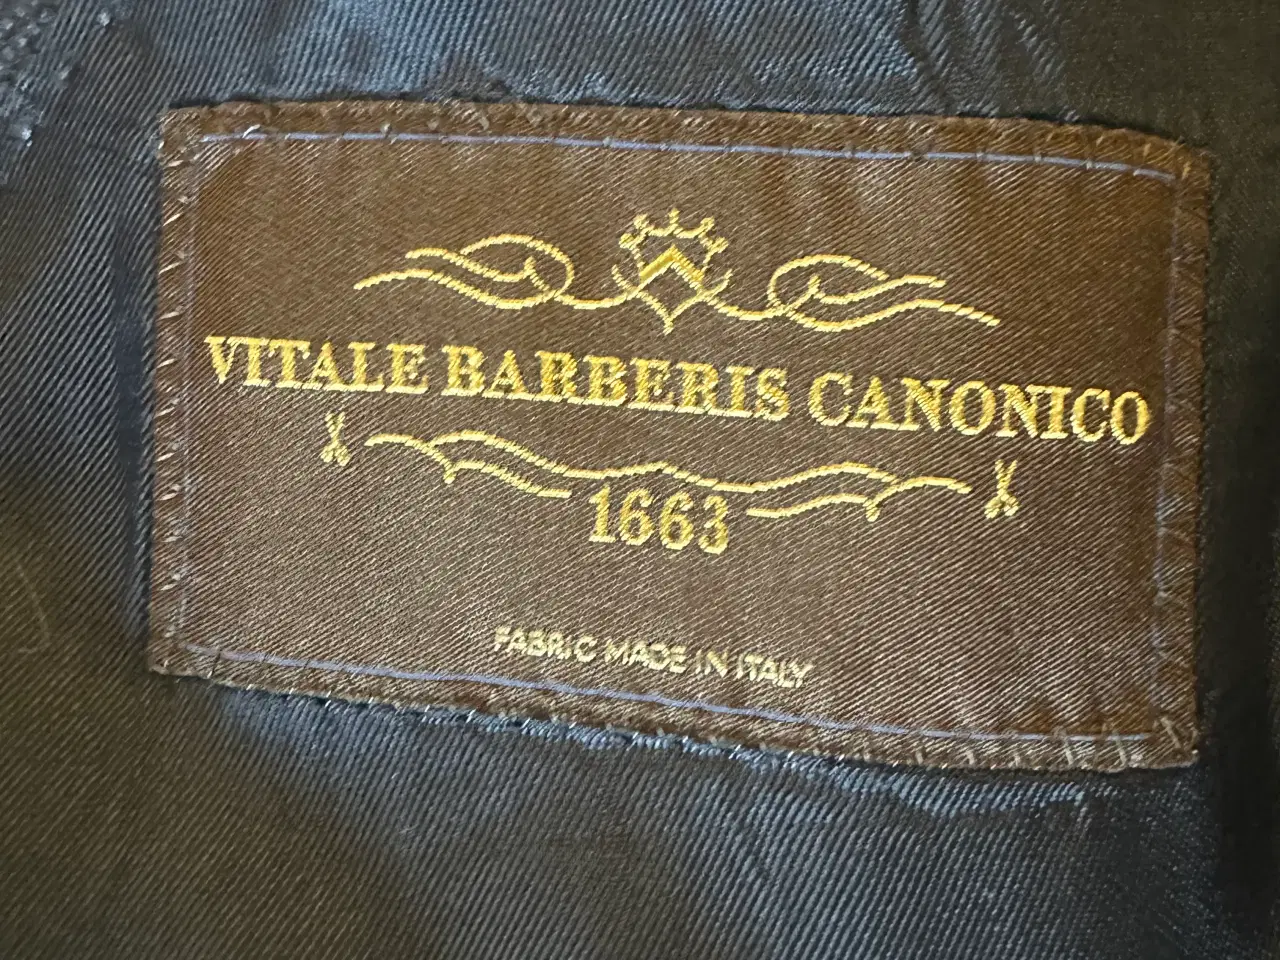 VITALE BARBERIS CANONICO
1663
FABRIC MADE IN ITALY